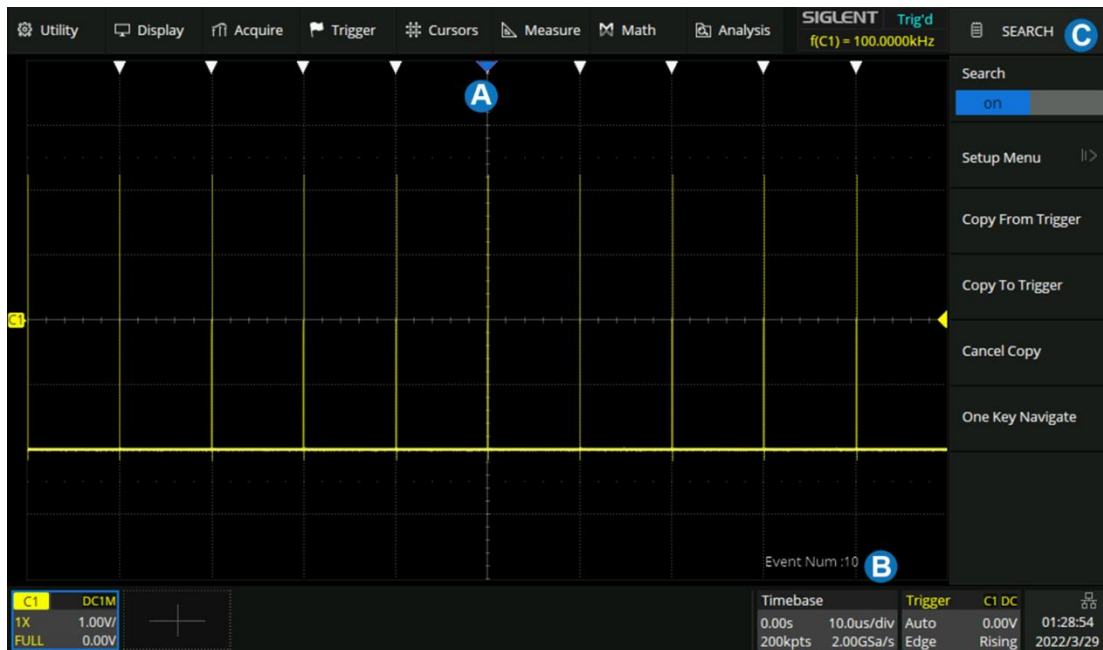 Utility Display Acquire Trigger Cursors Measure Math Analysis
SIGLENT Trig'd
f(C1) = 100.0000kHz
SEARCH C
A
Search
on
Setup Menu
Copy From Trigger
Copy To Trigger
Cancel Copy
One Key Navigate
C1
Event Num :10 B
C1 DC1M
1X 1.00V/
FULL 0.00V
Timebase
0.00s 10.0us/div
200kpts 2.00GSa/s
Trigger C1 DC
Auto 0.00V
Edge Rising
01:28:54
2022/3/29